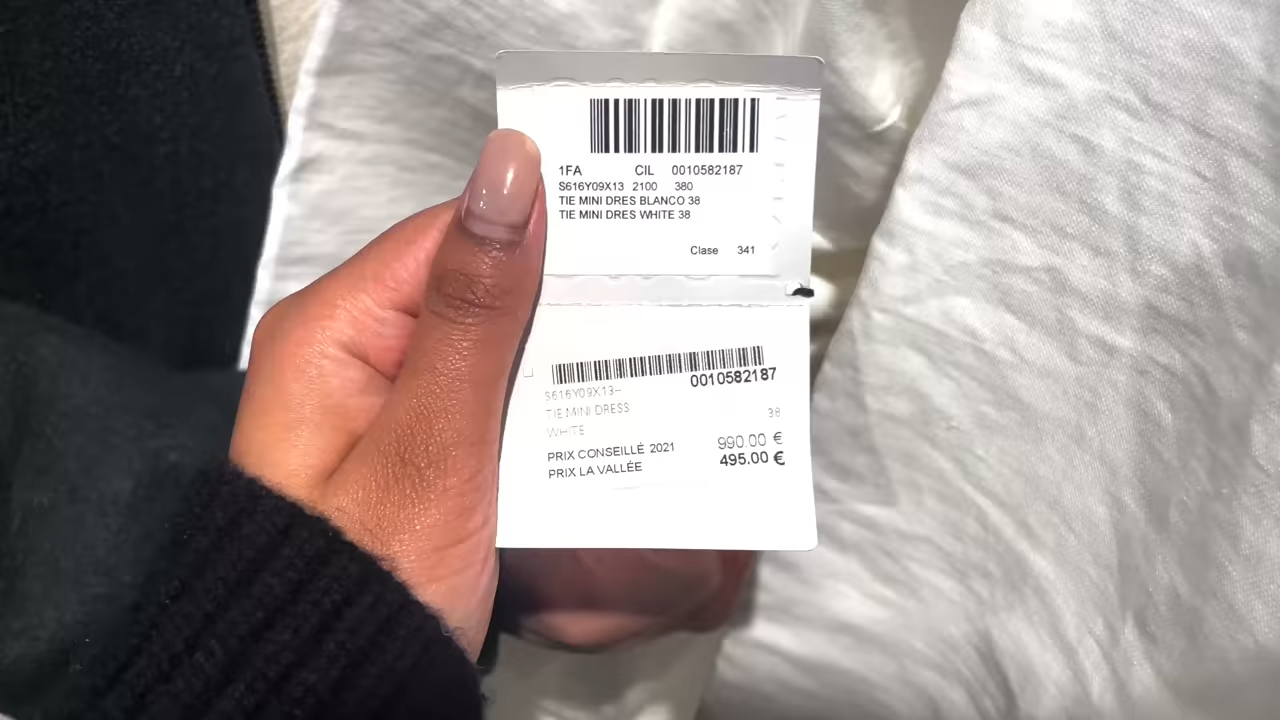 1FA CIL 0010582187
S616Y09X13 2100 380
TIE MINI DRES BLANCO 38
TIE MINI DRES WHITE 38
Clase 341
0010582187
S616Y09X13--
TIE MINI DRESS 38
WHITE
PRIX CONSEILLÉ 2021 990.00 €
PRIX LA VALLÉE 495.00 €